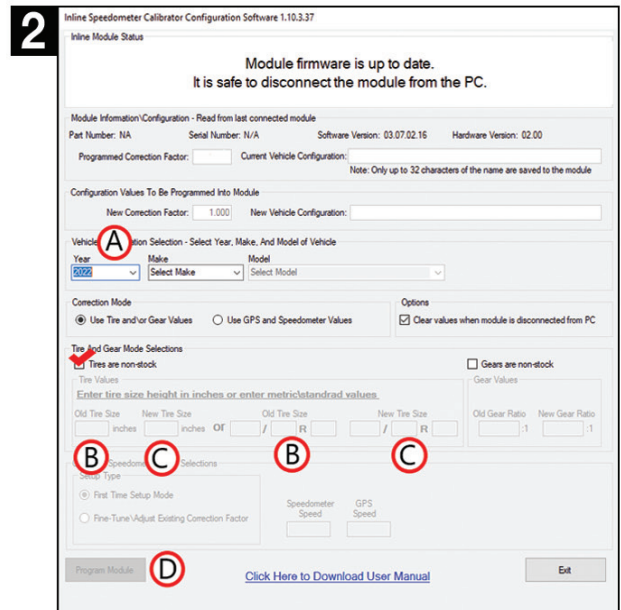 2
Inline Speedometer Calibrator Configuration Software 1.10.3.37
Inline Module Status
Module firmware is up to date.
It is safe to disconnect the module from the PC.
Module Information\Configuration - Read from last connected module
Part Number: NA Serial Number: N/A Software Version: 03.07.02.16 Hardware Version: 02.00
Programmed Correction Factor: Current Vehicle Configuration:
Note: Only up to 32 characters of the name are saved to the module
Configuration Values To Be Programmed Into Module
New Correction Factor: 1.000 New Vehicle Configuration:
A
Vehicle ation Selection - Select Year, Make, And Model of Vehicle
Year Make Model
2022 Select Make Select Model
Correction Mode Options
Use Tire and\or Gear Values Use GPS and Speedometer Values Clear values when module is disconnected from PC
Tire And Gear Mode Selections
Tires are non-stock Gears are non-stock
Tire Values Gear Values
Enter tire size height in inches or enter metric\standrad values
Old Tire Size New Tire Size Old Tire Size New Tire Size Old Gear Ratio New Gear Ratio
inches inches or / R / R :1 :1
B C B C
Speedome Selections
Setup Type
First Time Setup Mode
Fine-Tune\Adjust Existing Correction Factor
Speedometer Speed GPS Speed
Program Module D Click Here to Download User Manual Exit